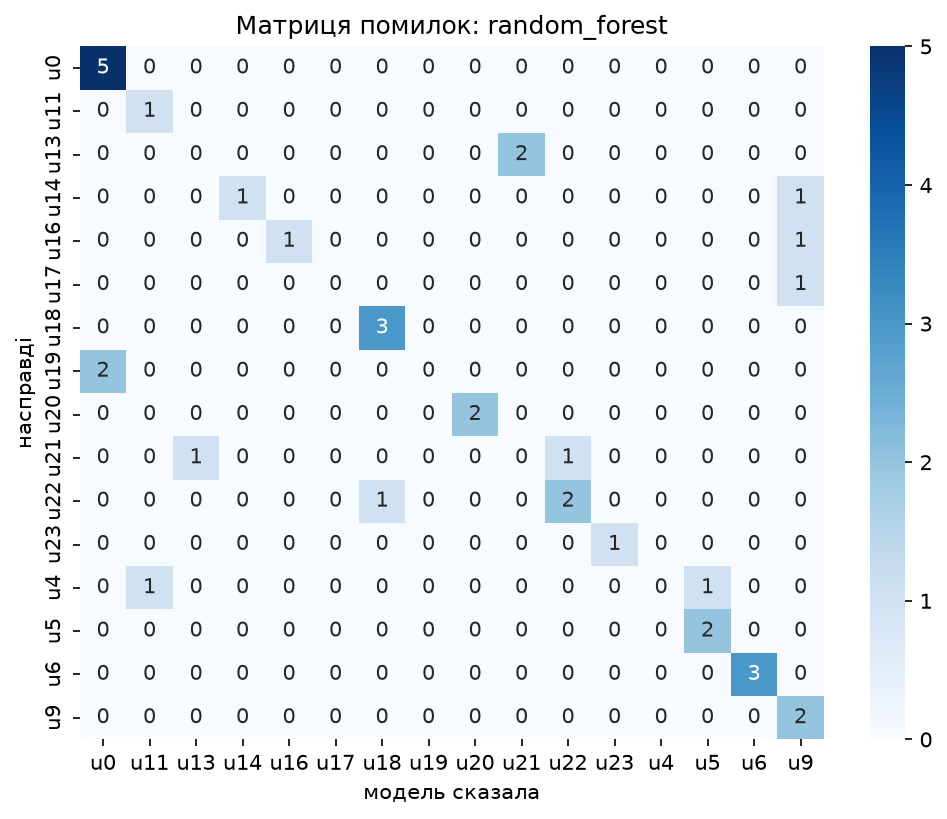 Матриця помилок: random_forest
насправді
u0 5 0 0 0 0 0 0 0 0 0 0 0 0 0 0 0
u11 0 1 0 0 0 0 0 0 0 0 0 0 0 0 0 0
u13 0 0 0 0 0 0 0 0 0 2 0 0 0 0 0 0
u14 0 0 0 1 0 0 0 0 0 0 0 0 0 0 0 1
u16 0 0 0 0 1 0 0 0 0 0 0 0 0 0 0 1
u17 0 0 0 0 0 0 0 0 0 0 0 0 0 0 0 1
u18 0 0 0 0 0 0 3 0 0 0 0 0 0 0 0 0
u19 2 0 0 0 0 0 0 0 0 0 0 0 0 0 0 0
u20 0 0 0 0 0 0 0 0 2 0 0 0 0 0 0 0
u21 0 0 1 0 0 0 0 0 0 0 1 0 0 0 0 0
u22 0 0 0 0 0 0 1 0 0 0 2 0 0 0 0 0
u23 0 0 0 0 0 0 0 0 0 0 0 1 0 0 0 0
u4 0 1 0 0 0 0 0 0 0 0 0 0 0 1 0 0
u5 0 0 0 0 0 0 0 0 0 0 0 0 0 2 0 0
u6 0 0 0 0 0 0 0 0 0 0 0 0 0 0 3 0
u9 0 0 0 0 0 0 0 0 0 0 0 0 0 0 0 2
u0 u11 u13 u14 u16 u17 u18 u19 u20 u21 u22 u23 u4 u5 u6 u9
модель сказала
5
4
3
2
1
0